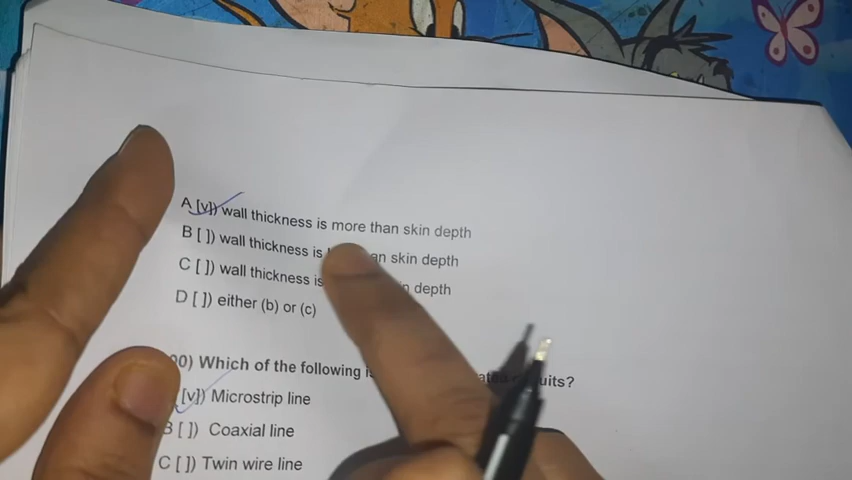 A [v]) wall thickness is more than skin depth
B [ ]) wall thickness is an skin depth
C [ ]) wall thickness is depth
D [ ]) either (b) or (c)
0) Which of the following uits?
[v]) Microstrip line
B [ ]) Coaxial line
C [ ]) Twin wire line